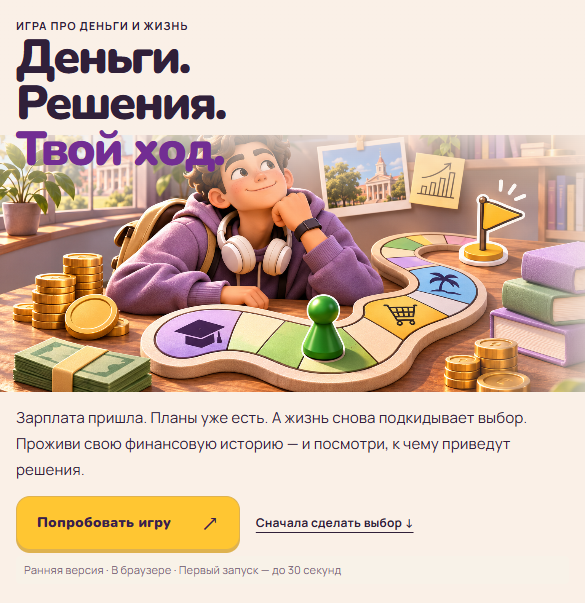 ИГРА ПРО ДЕНЬГИ И ЖИЗНЬ
Деньги.
Решения.
Твой ход.
Зарплата пришла. Планы уже есть. А жизнь снова подкидывает выбор.
Проживи свою финансовую историю — и посмотри, к чему приведут
решения.
Попробовать игру ↗
Сначала сделать выбор ↓
Ранняя версия · В браузере · Первый запуск — до 30 секунд